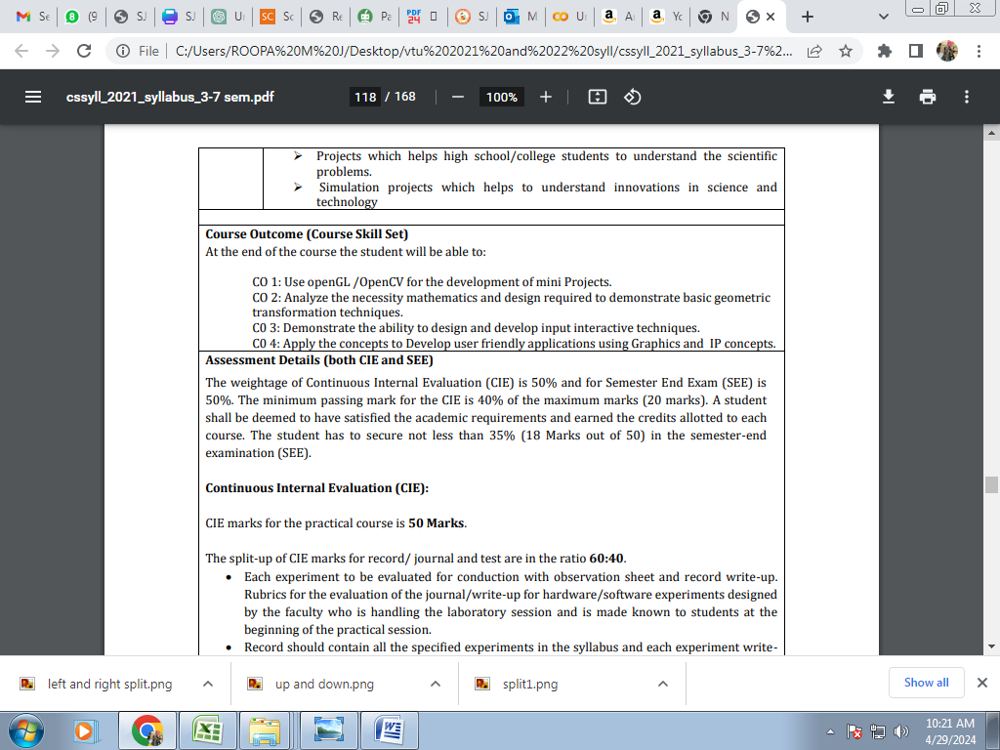 Se
(9
SJ
SJ
U
SC Sc
Re
Pa
PDF 24
SJ
M
U
a A
a Yo
N
File C:/Users/ROOPA%20M%20J/Desktop/vtu%202021%20and%2022%20syll/cssyll_2021_syllabus_3-7%2...
cssyll_2021_syllabus_3-7 sem.pdf 118 / 168 100%
➢ Projects which helps high school/college students to understand the scientific
problems.
➢ Simulation projects which helps to understand innovations in science and
technology
Course Outcome (Course Skill Set)
At the end of the course the student will be able to:
CO 1: Use openGL /OpenCV for the development of mini Projects.
CO 2: Analyze the necessity mathematics and design required to demonstrate basic geometric
transformation techniques.
C0 3: Demonstrate the ability to design and develop input interactive techniques.
C0 4: Apply the concepts to Develop user friendly applications using Graphics and IP concepts.
Assessment Details (both CIE and SEE)
The weightage of Continuous Internal Evaluation (CIE) is 50% and for Semester End Exam (SEE) is
50%. The minimum passing mark for the CIE is 40% of the maximum marks (20 marks). A student
shall be deemed to have satisfied the academic requirements and earned the credits allotted to each
course. The student has to secure not less than 35% (18 Marks out of 50) in the semester-end
examination (SEE).
Continuous Internal Evaluation (CIE):
CIE marks for the practical course is 50 Marks.
The split-up of CIE marks for record/ journal and test are in the ratio 60:40.
• Each experiment to be evaluated for conduction with observation sheet and record write-up.
Rubrics for the evaluation of the journal/write-up for hardware/software experiments designed
by the faculty who is handling the laboratory session and is made known to students at the
beginning of the practical session.
• Record should contain all the specified experiments in the syllabus and each experiment write-
left and right split.png
up and down.png
split1.png
Show all
10:21 AM
4/29/2024